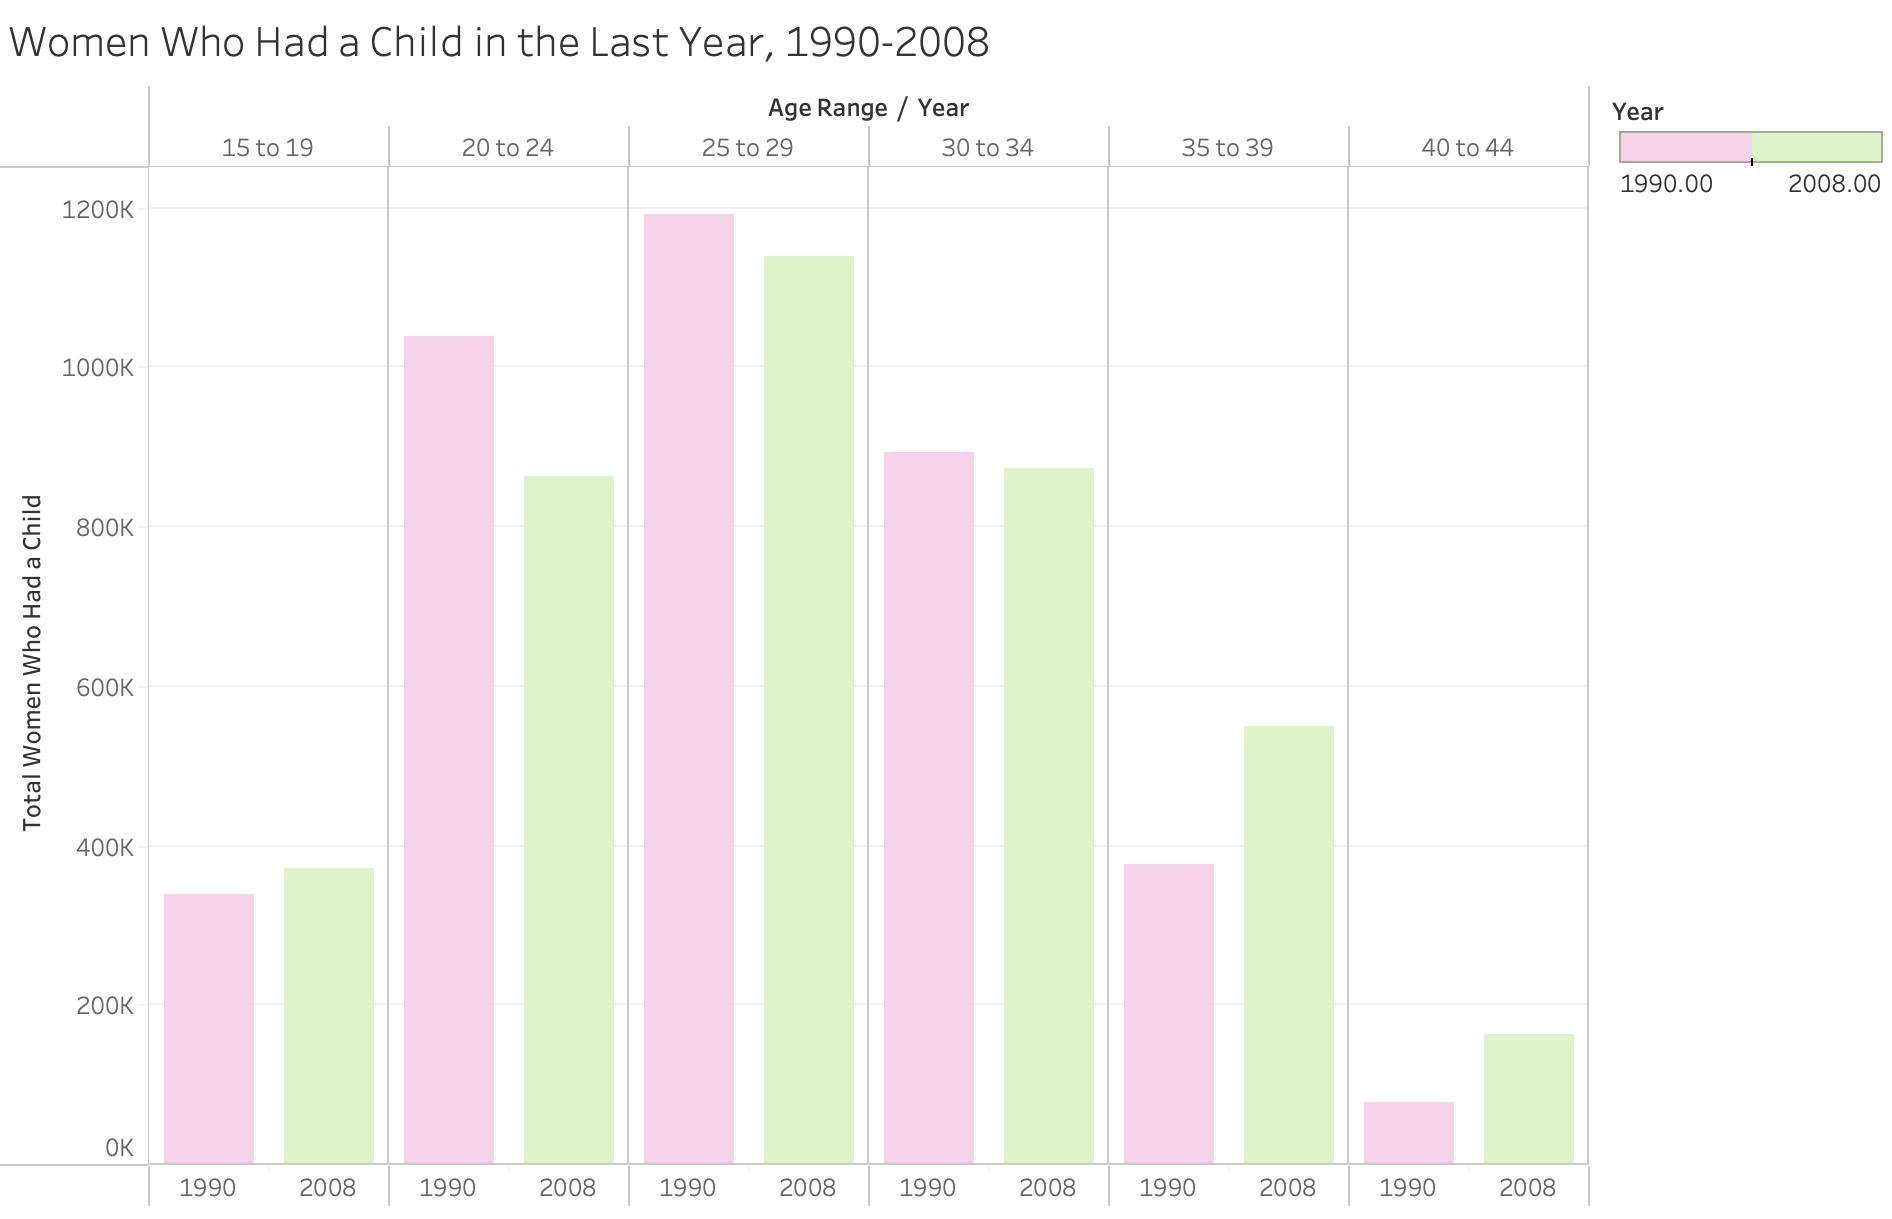 Women Who Had a Child in the Last Year, 1990-2008
Age Range / Year
15 to 19 20 to 24 25 to 29 30 to 34 35 to 39 40 to 44
Year
1990.00 2008.00
Total Women Who Had a Child
1200K
1000K
800K
600K
400K
200K
0K
1990 2008 1990 2008 1990 2008 1990 2008 1990 2008 1990 2008